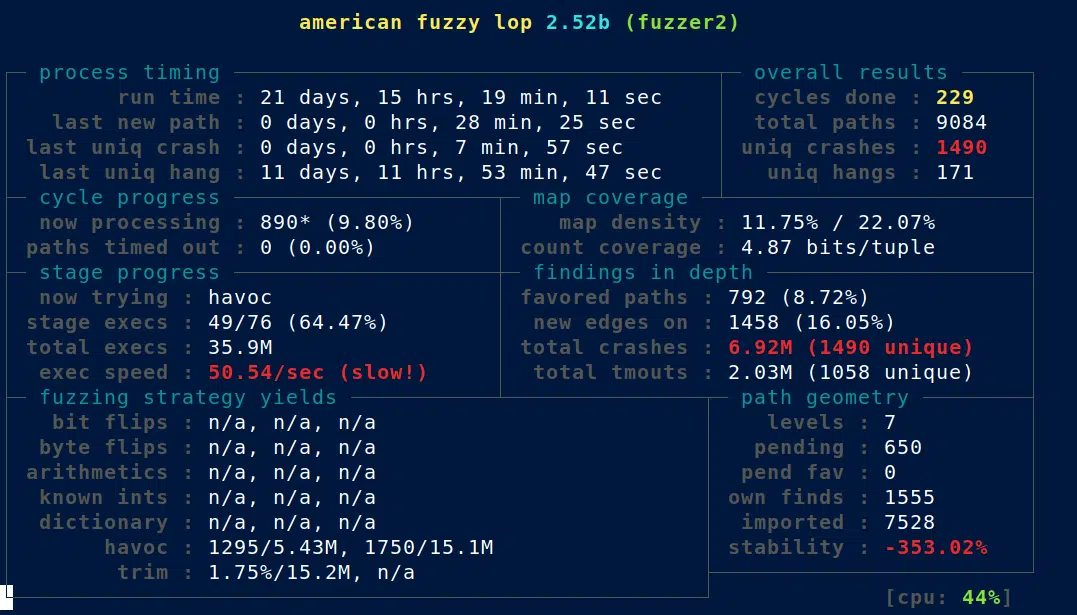 american fuzzy lop 2.52b (fuzzer2)
process timing overall results
run time : 21 days, 15 hrs, 19 min, 11 sec cycles done : 229
last new path : 0 days, 0 hrs, 28 min, 25 sec total paths : 9084
last uniq crash : 0 days, 0 hrs, 7 min, 57 sec uniq crashes : 1490
last uniq hang : 11 days, 11 hrs, 53 min, 47 sec uniq hangs : 171
cycle progress map coverage
now processing : 890* (9.80%) map density : 11.75% / 22.07%
paths timed out : 0 (0.00%) count coverage : 4.87 bits/tuple
stage progress findings in depth
now trying : havoc favored paths : 792 (8.72%)
stage execs : 49/76 (64.47%) new edges on : 1458 (16.05%)
total execs : 35.9M total crashes : 6.92M (1490 unique)
exec speed : 50.54/sec (slow!) total tmouts : 2.03M (1058 unique)
fuzzing strategy yields path geometry
bit flips : n/a, n/a, n/a levels : 7
byte flips : n/a, n/a, n/a pending : 650
arithmetics : n/a, n/a, n/a pend fav : 0
known ints : n/a, n/a, n/a own finds : 1555
dictionary : n/a, n/a, n/a imported : 7528
havoc : 1295/5.43M, 1750/15.1M stability : -353.02%
trim : 1.75%/15.2M, n/a
[cpu: 44%]